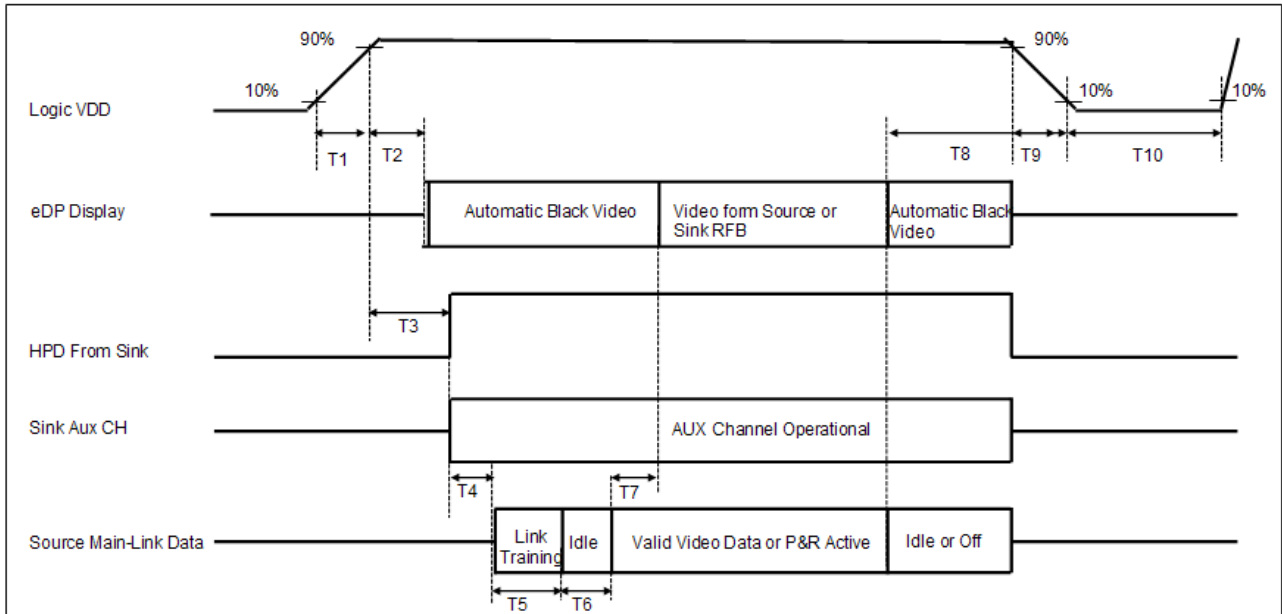 90%
90%
10%
10%
10%
Logic VDD
T1
T2
T8
T9
T10
eDP Display
Automatic Black Video
Video form Source or
Sink RFB
Automatic Black
Video
T3
HPD From Sink
Sink Aux CH
AUX Channel Operational
T4
T7
Source Main-Link Data
Link
Training
Idle
Valid Video Data or P&R Active
Idle or Off
T5
T6